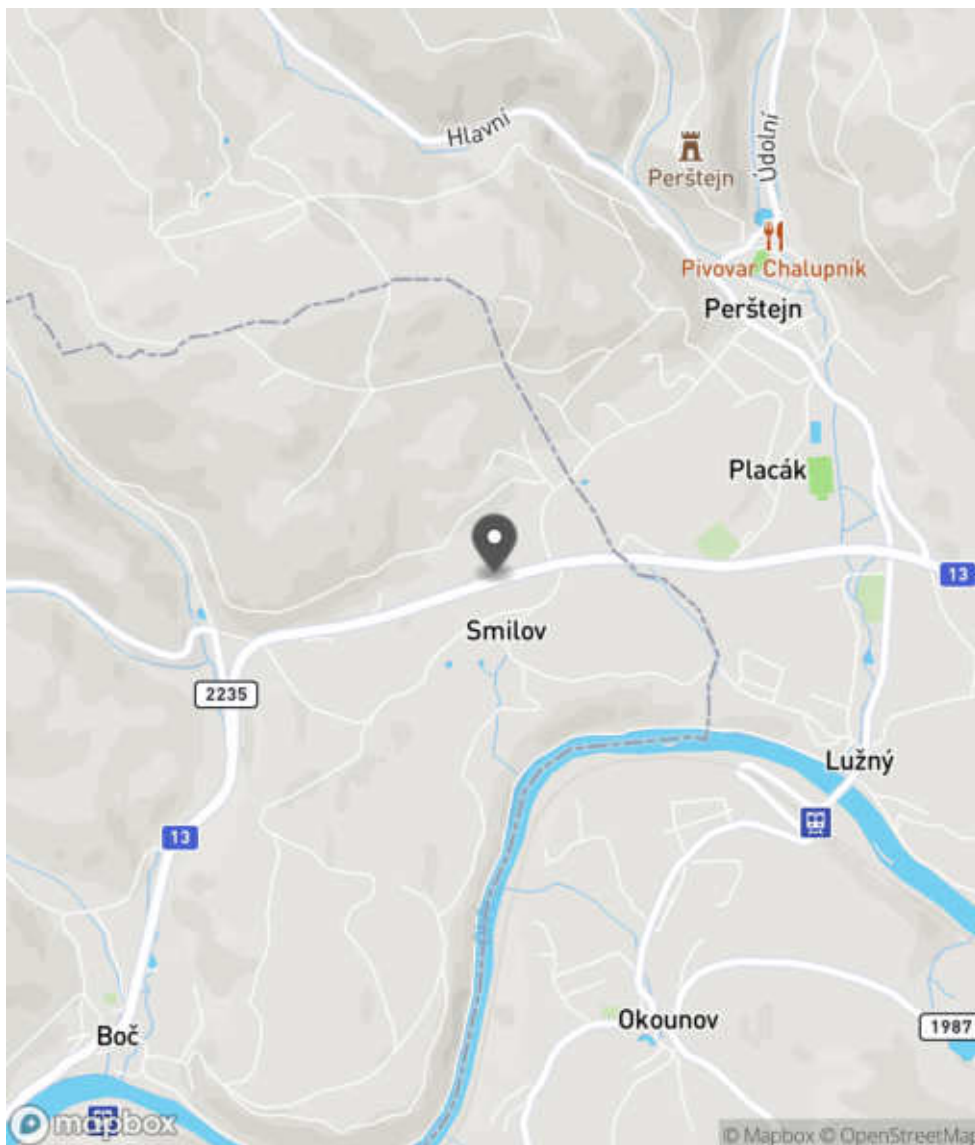 Hlavní
Údolní
Perštejn
Pivovar Chalupník
Perštejn
Placák
13
Smilov
2235
Lužný
13
Okounov
1987
Boč
mapbox
© Mapbox © OpenStreetMap